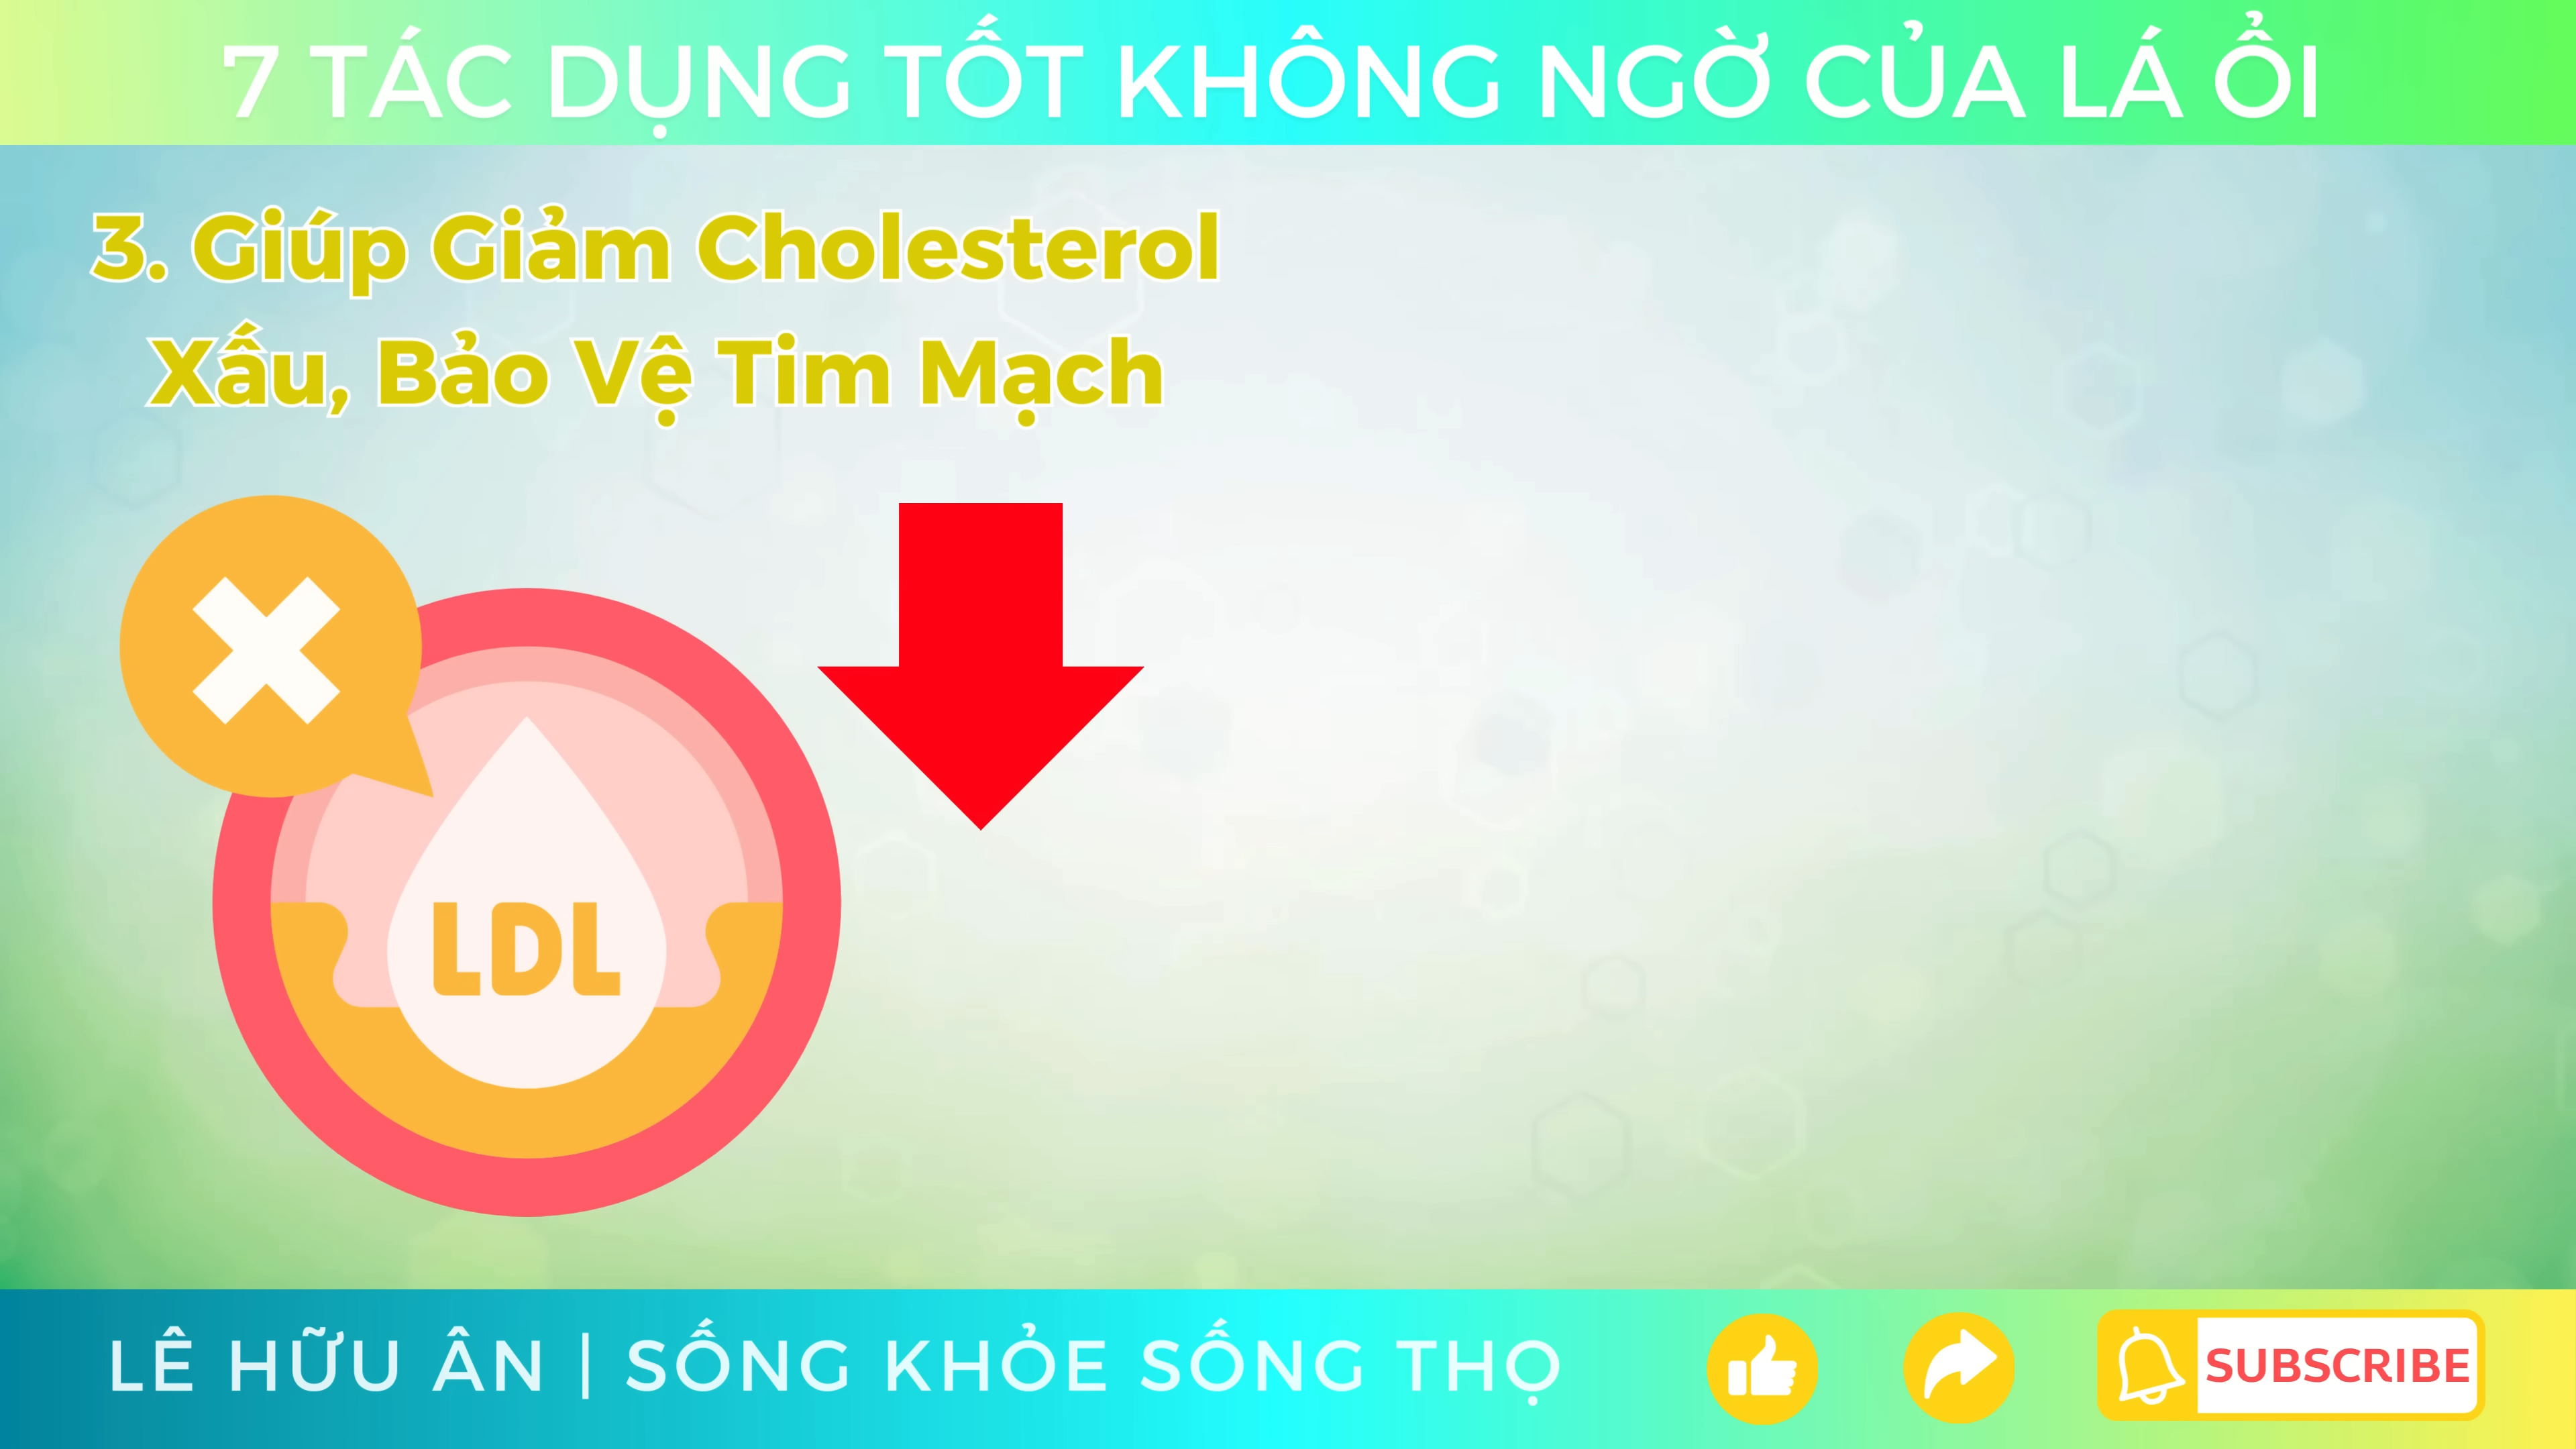 7 TÁC DỤNG TỐT KHÔNG NGỜ CỦA LÁ ỔI
3. Giúp Giảm Cholesterol
Xấu, Bảo Vệ Tim Mạch
LDL
LÊ HỮU ÂN | SỐNG KHỎE SỐNG THỌ
SUBSCRIBE